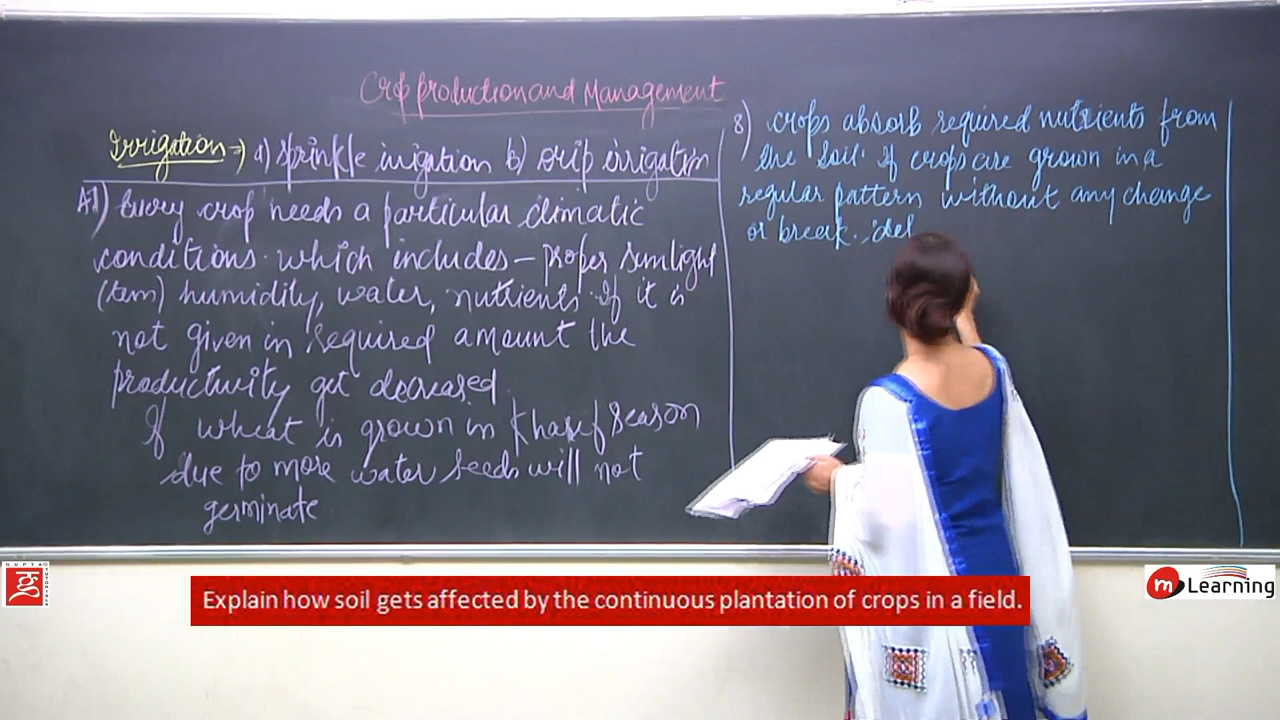 Crop production and Management
Irrigation → a) sprinkle irrigation b) drip irrigation
A1) Every crop needs a particular climatic
conditions. which includes – proper sunlight
(tem) humidity, water, nutrients. If it is
not given in required amount the
productivity get decreased.
If wheat is grown in Kharif season
due to more water seeds will not
germinate
8) crops absorb required nutrients from
the soil. If crops are grown in a
regular pattern without any change
or break.
Explain how soil gets affected by the continuous plantation of crops in a field.
GUPTA
TUTORIALS
m Learning